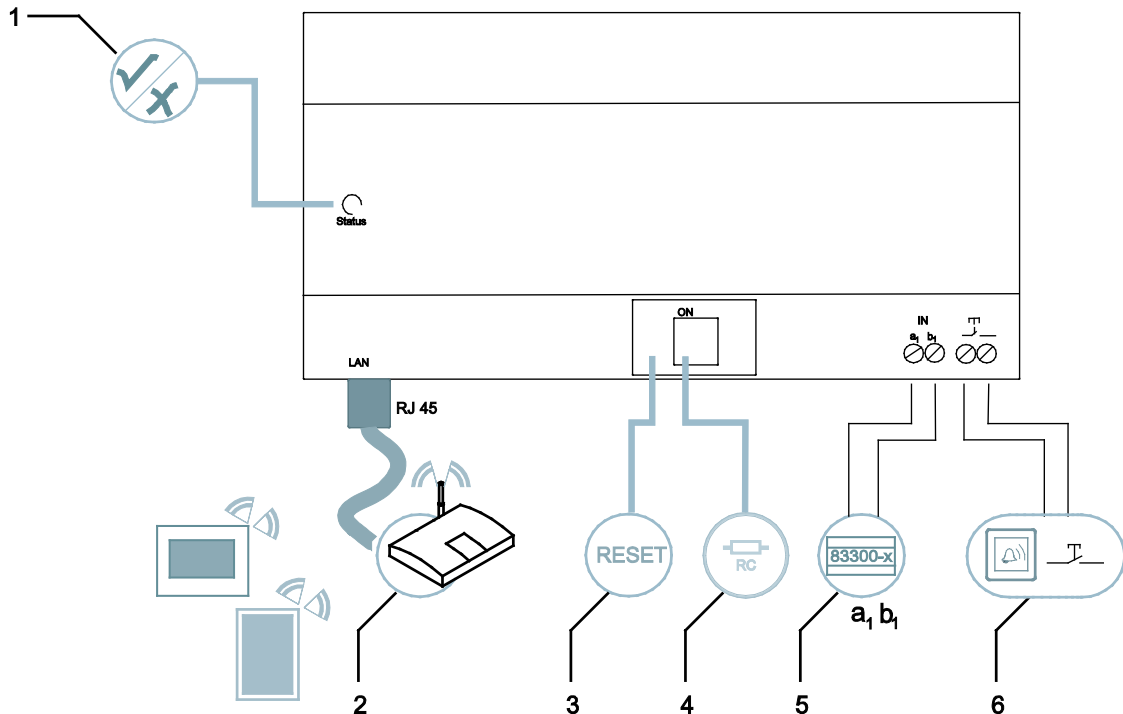 1
Status
ON
IN
a₁ b₁
LAN
RJ 45
RESET
RC
83300-x
a₁ b₁
2
3
4
5
6